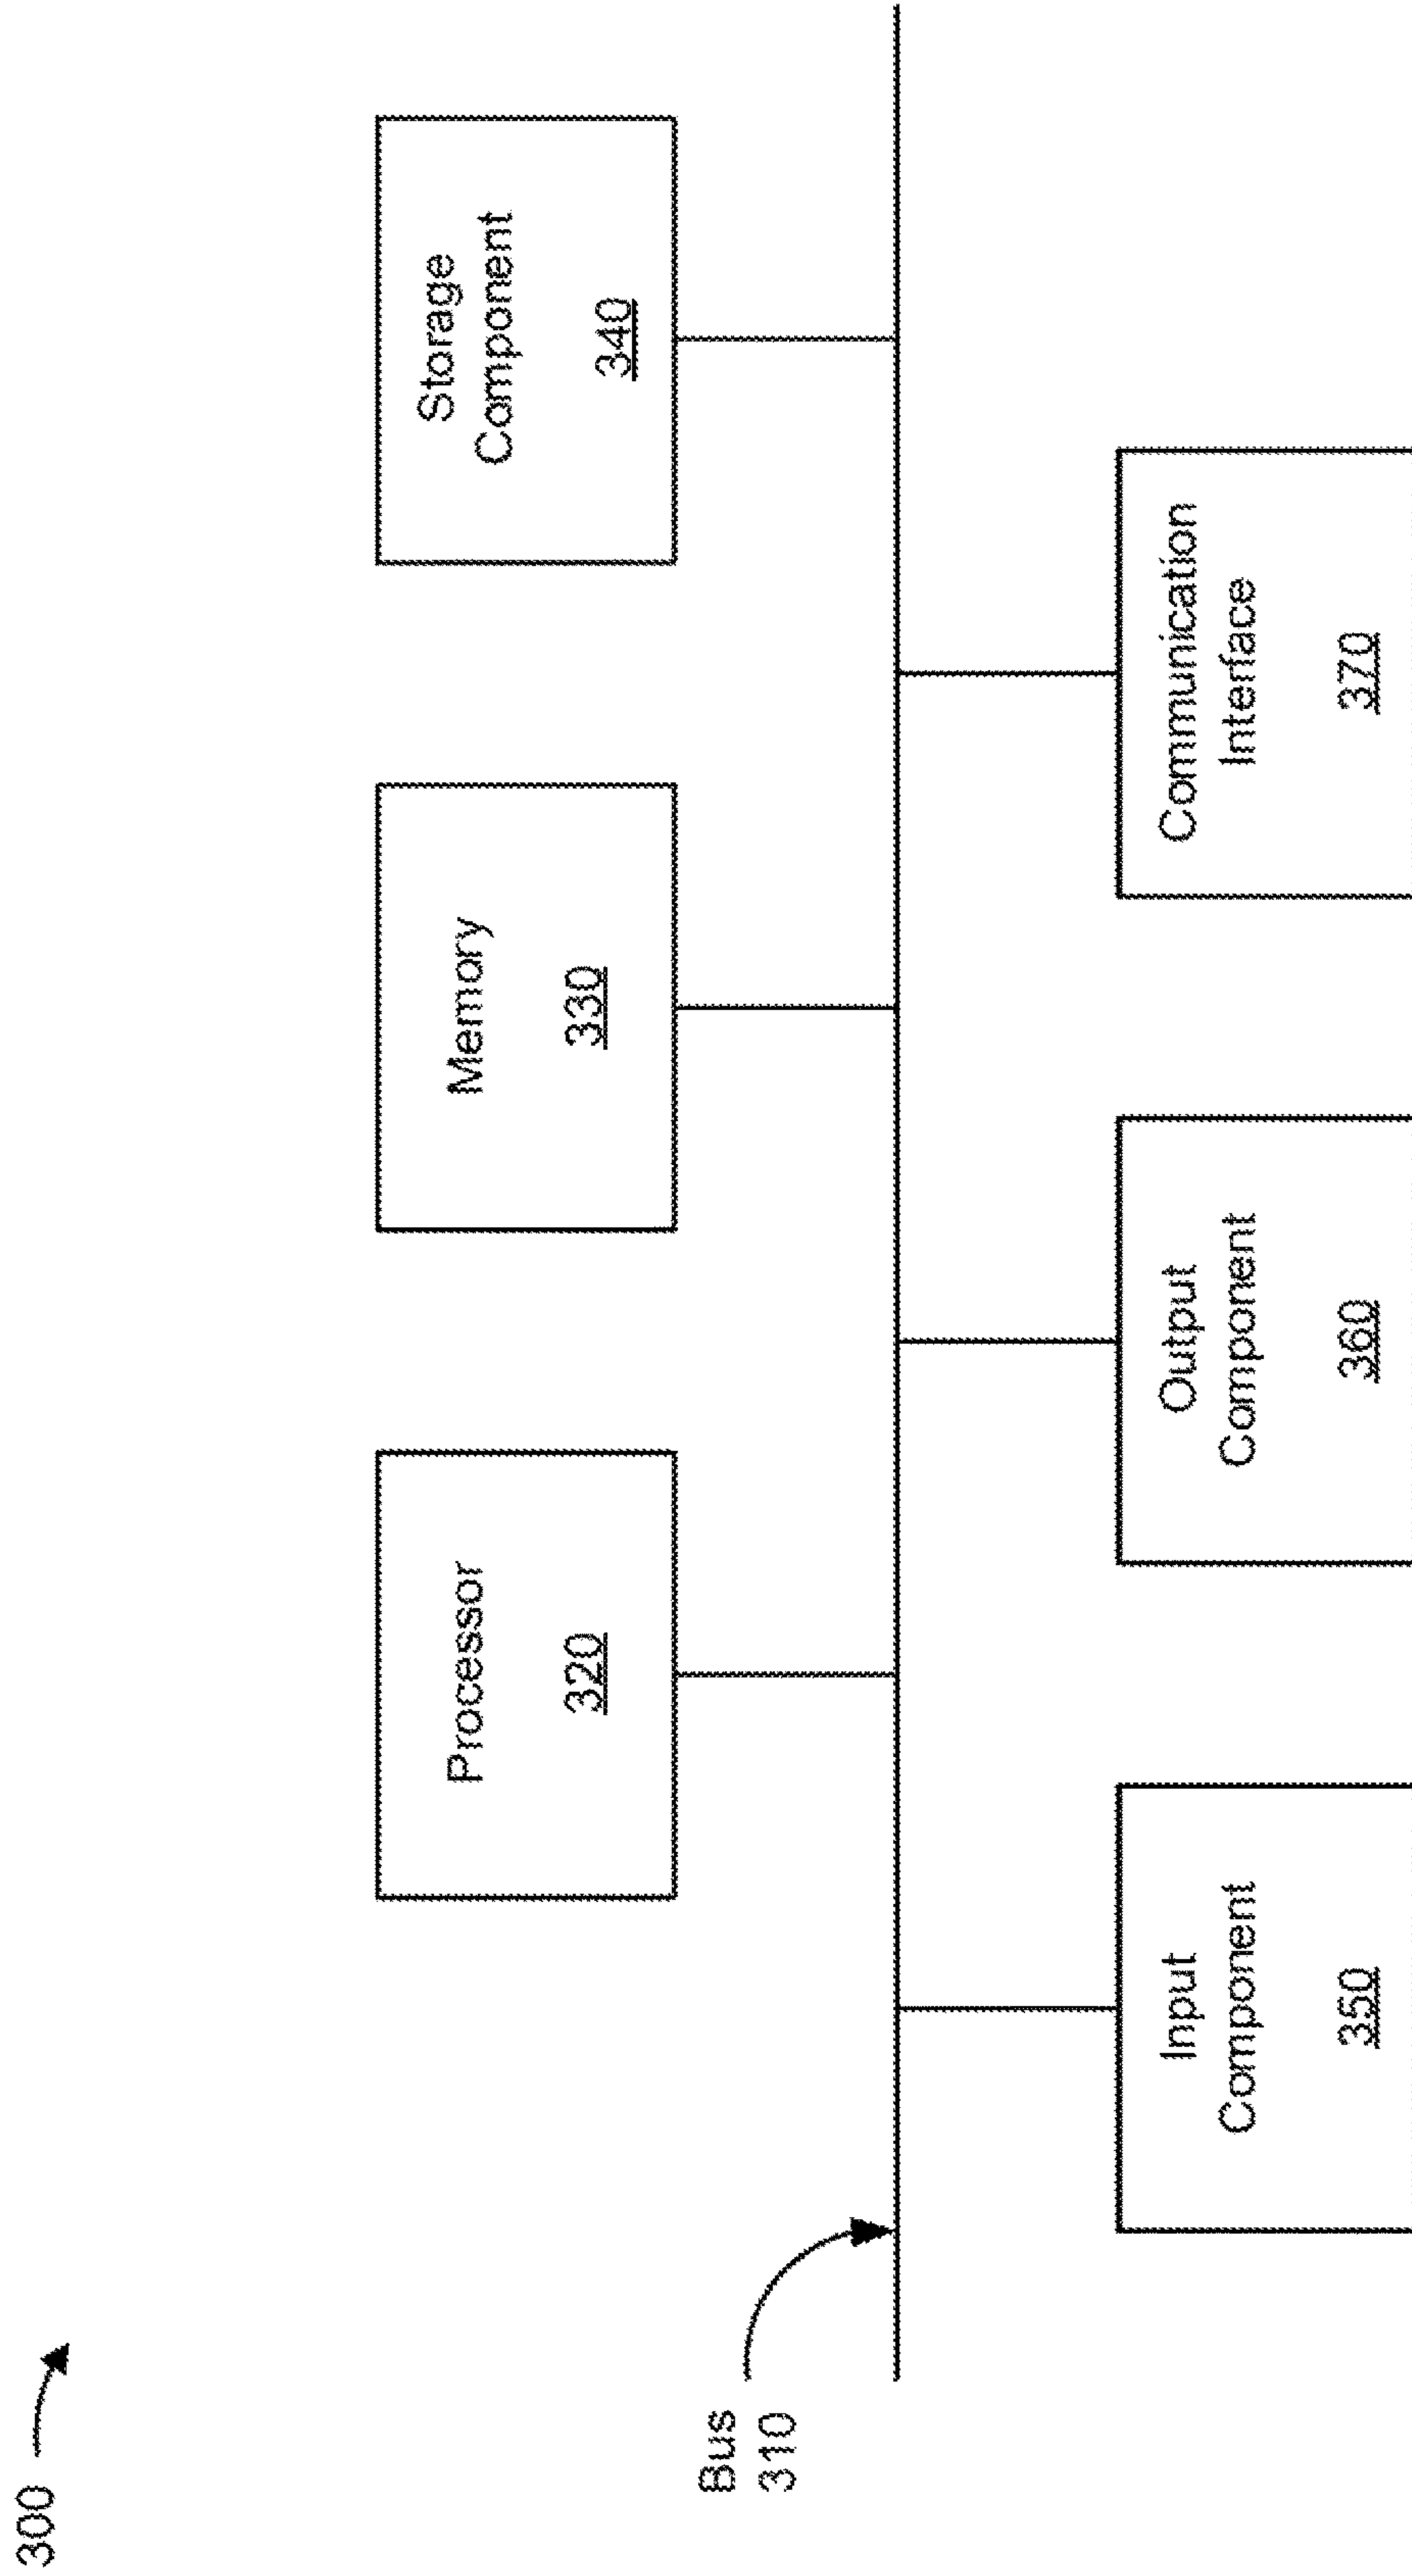 300
Processor
320
Memory
330
Storage
Component
340
Bus
310
Input
Component
350
Output
Component
360
Communication
Interface
370